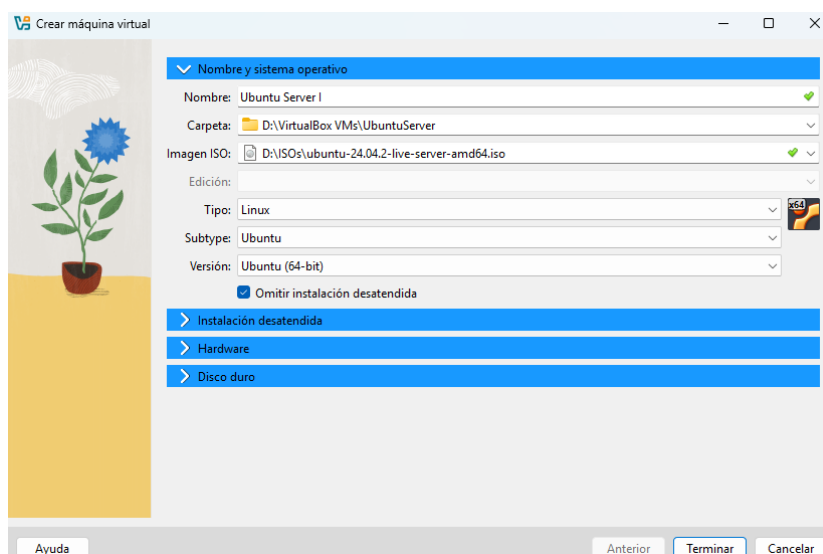 Crear máquina virtual
Nombre y sistema operativo
Nombre: Ubuntu Server I
Carpeta: D:\VirtualBox VMs\UbuntuServer
Imagen ISO: D:\ISOs\ubuntu-24.04.2-live-server-amd64.iso
Edición:
Tipo: Linux x64
Subtype: Ubuntu
Versión: Ubuntu (64-bit)
Omitir instalación desatendida
Instalación desatendida
Hardware
Disco duro
Ayuda Anterior Terminar Cancelar